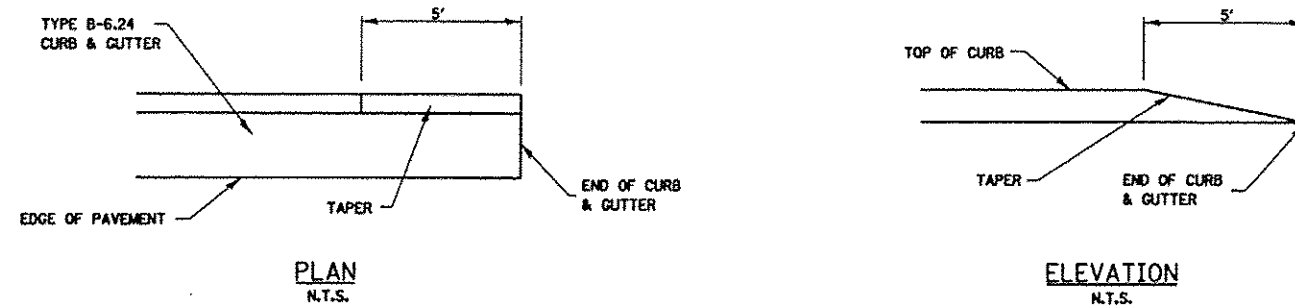 TYPE B-6.24
CURB & GUTTER
5'
EDGE OF PAVEMENT
TAPER
END OF CURB
& GUTTER
PLAN
N.T.S.
TOP OF CURB
5'
TAPER
END OF CURB
& GUTTER
ELEVATION
N.T.S.